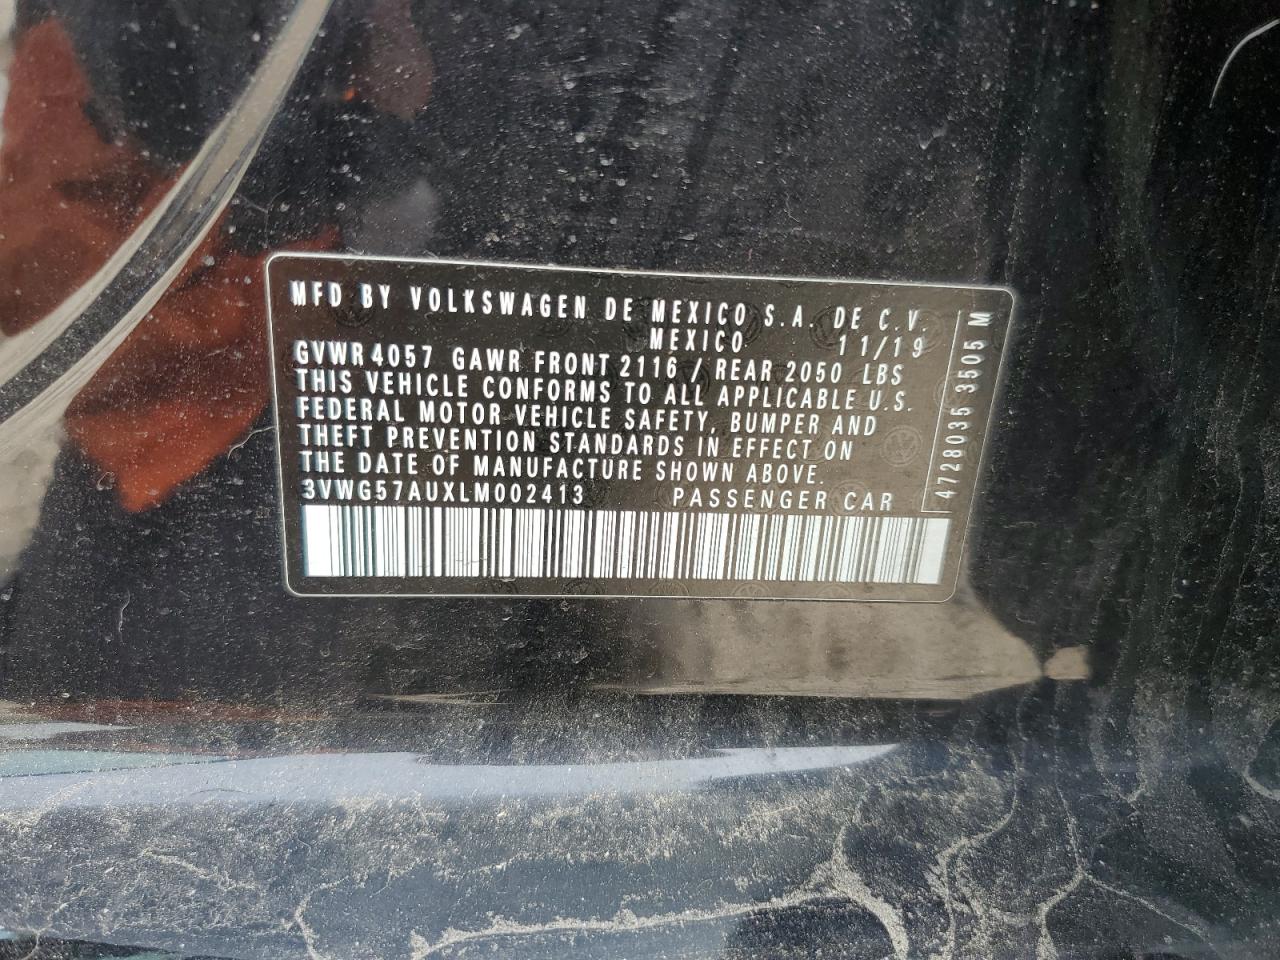 MFD BY VOLKSWAGEN DE MEXICO S.A. DE C.V.
MEXICO 11/19
GVWR 4057 GAWR FRONT 2116 / REAR 2050 LBS
THIS VEHICLE CONFORMS TO ALL APPLICABLE U.S.
FEDERAL MOTOR VEHICLE SAFETY, BUMPER AND
THEFT PREVENTION STANDARDS IN EFFECT ON
THE DATE OF MANUFACTURE SHOWN ABOVE.
3VWG57AUXLM002413 PASSENGER CAR
4728035 3505 M